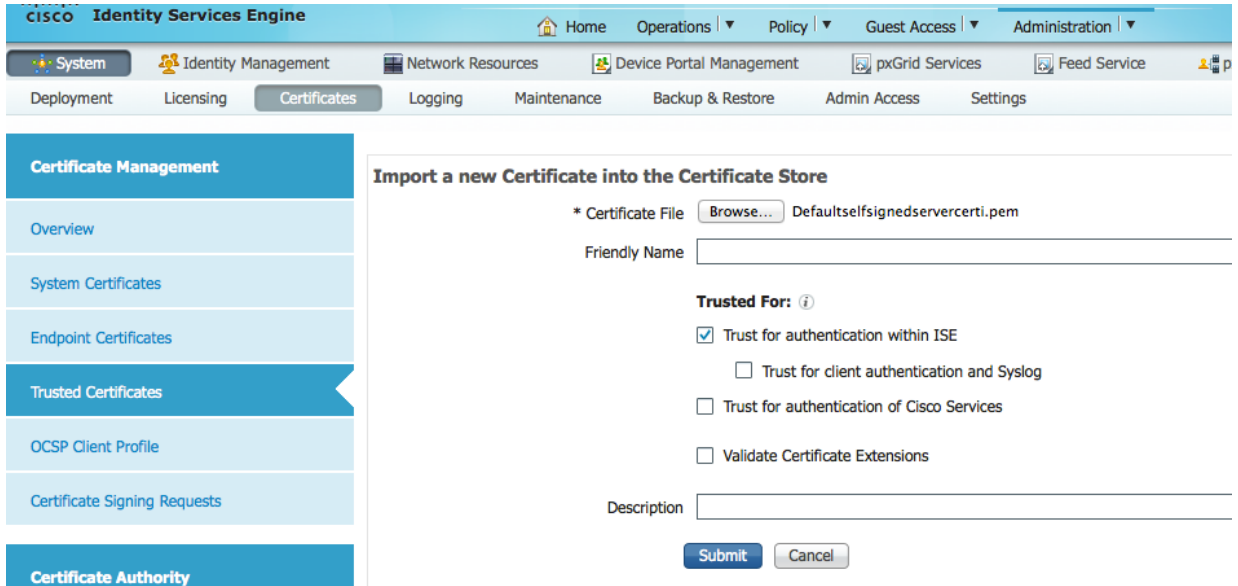 CISCO Identity Services Engine
Home Operations Policy Guest Access Administration
System Identity Management Network Resources Device Portal Management pxGrid Services Feed Service p
Deployment Licensing Certificates Logging Maintenance Backup & Restore Admin Access Settings
Certificate Management
Overview
System Certificates
Endpoint Certificates
Trusted Certificates
OCSP Client Profile
Certificate Signing Requests
Certificate Authority
Import a new Certificate into the Certificate Store
* Certificate File Browse... Defaultselfsignedservercerti.pem
Friendly Name
Trusted For: i
Trust for authentication within ISE
Trust for client authentication and Syslog
Trust for authentication of Cisco Services
Validate Certificate Extensions
Description
Submit Cancel